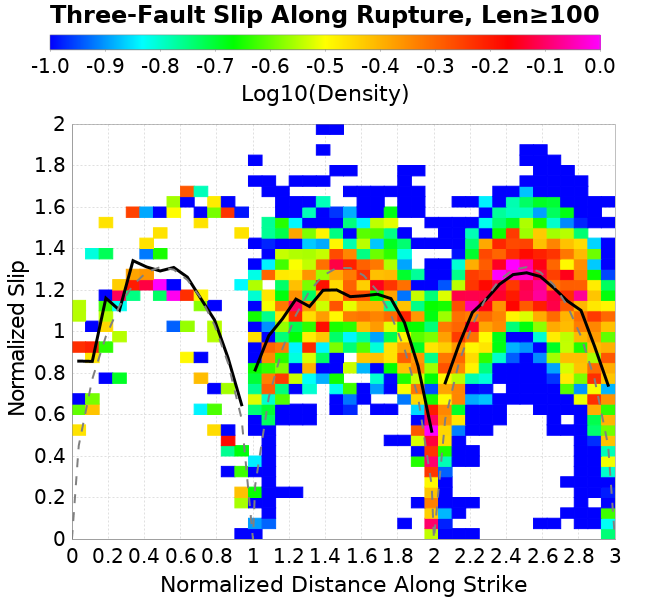 Three-Fault Slip Along Rupture, Len≥100
-1.0 -0.9 -0.8 -0.7 -0.6 -0.5 -0.4 -0.3 -0.2 -0.1 0.0
Log10(Density)
2
1.8
1.6
1.4
1.2
1
0.8
0.6
0.4
0.2
0
Normalized Slip
0 0.2 0.4 0.6 0.8 1 1.2 1.4 1.6 1.8 2 2.2 2.4 2.6 2.8 3
Normalized Distance Along Strike